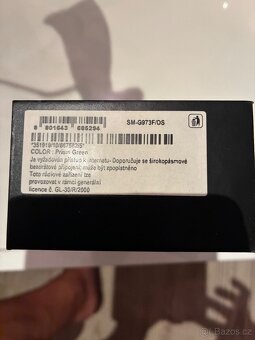 SM-G973F/DS
8 801643 686294
COLOR : Prism Green
Je vyžadován přístup k internetu- Doporučuje se širokopásmové
bezdrátové připojení, může být zpoplatněno
Toto rádiové zařízení lze
provozovat v rámci generální
licence č. GL-30/R/2000
bazos.cz